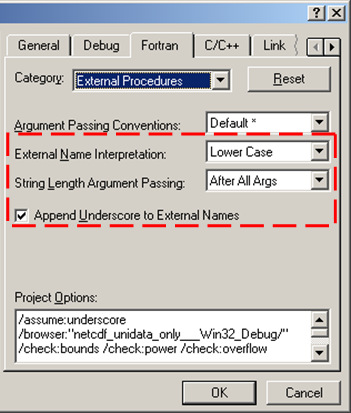 General Debug Fortran C/C++ Link
Category: External Procedures Reset
Argument Passing Conventions: Default *
External Name Interpretation: Lower Case
String Length Argument Passing: After All Args
Append Underscore to External Names
Project Options:
/assume:underscore
/browser:"netcdf_unidata_only___Win32_Debug/"
/check:bounds /check:power /check:overflow
OK Cancel